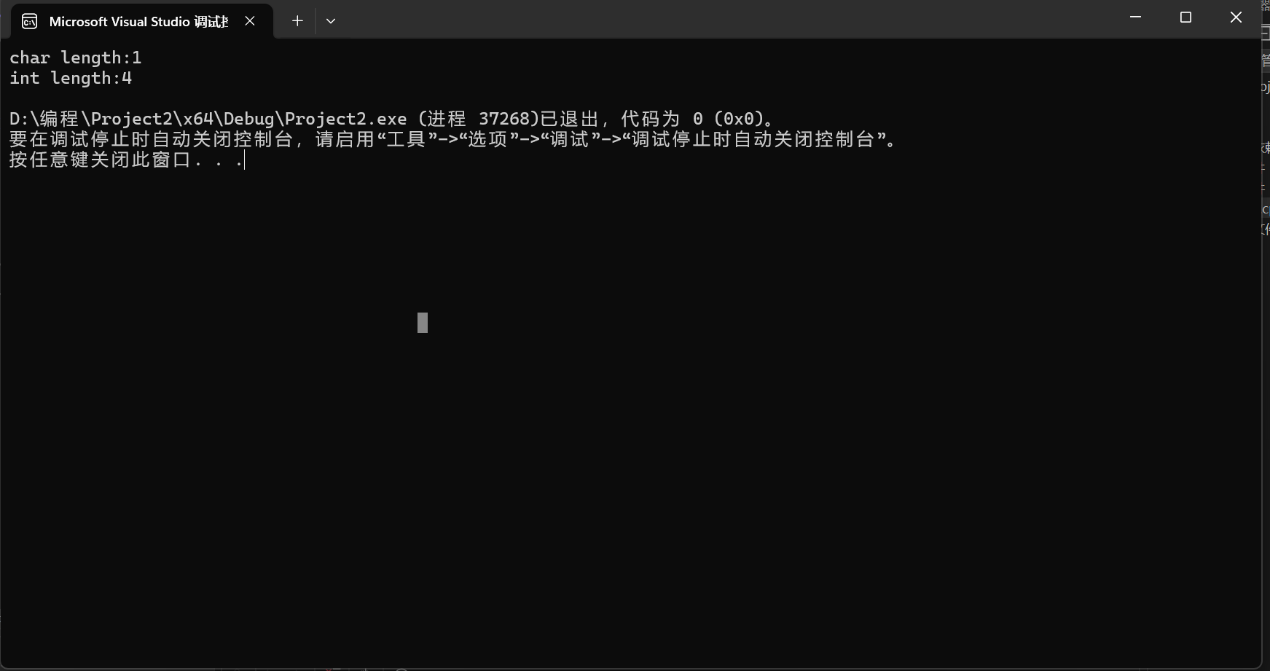 Microsoft Visual Studio 调试
char length:1
int length:4
D:\编程\Project2\x64\Debug\Project2.exe (进程 37268)已退出，代码为 0 (0x0)。
要在调试停止时自动关闭控制台，请启用“工具”->“选项”->“调试”->“调试停止时自动关闭控制台”。
按任意键关闭此窗口. . .